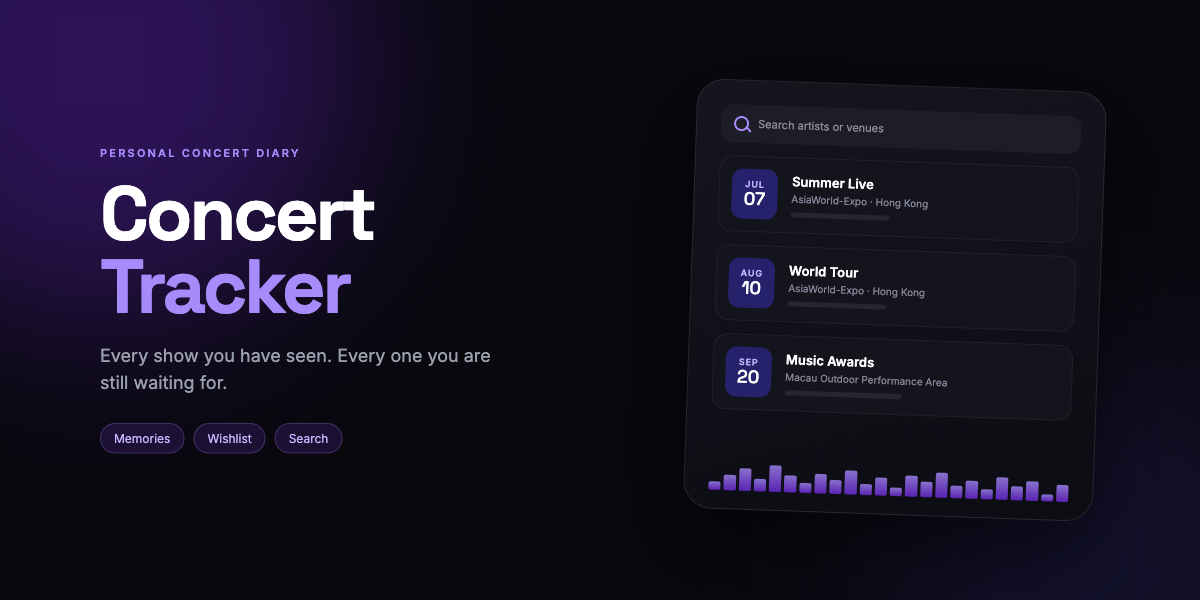 PERSONAL CONCERT DIARY
Concert
Tracker
Every show you have seen. Every one you are
still waiting for.
Memories
Wishlist
Search
Search artists or venues
JUL
07
Summer Live
AsiaWorld-Expo · Hong Kong
AUG
10
World Tour
AsiaWorld-Expo · Hong Kong
SEP
20
Music Awards
Macau Outdoor Performance Area